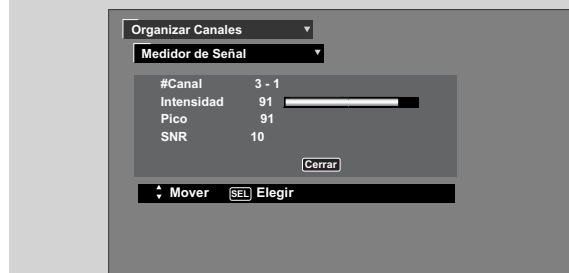 Organizar Canales
Medidor de Señal
#Canal 3 - 1
Intensidad 91
Pico 91
SNR 10
Cerrar
Mover SEL Elegir